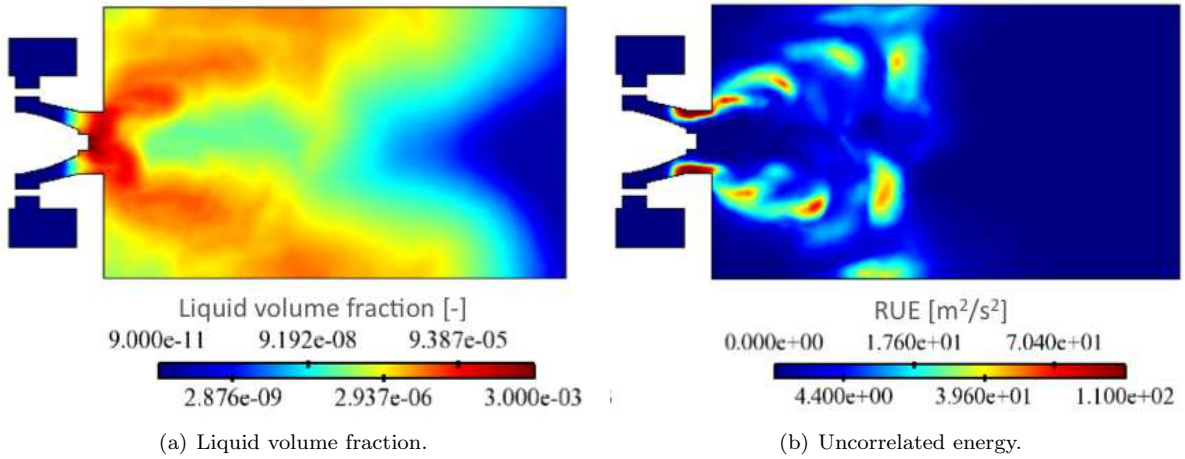 Liquid volume fraction [-]
9.000e-11 9.192e-08 9.387e-05
2.876e-09 2.937e-06 3.000e-03
(a) Liquid volume fraction.
RUE [m²/s²]
0.000e+00 1.760e+01 7.040e+01
4.400e+00 3.960e+01 1.100e+02
(b) Uncorrelated energy.